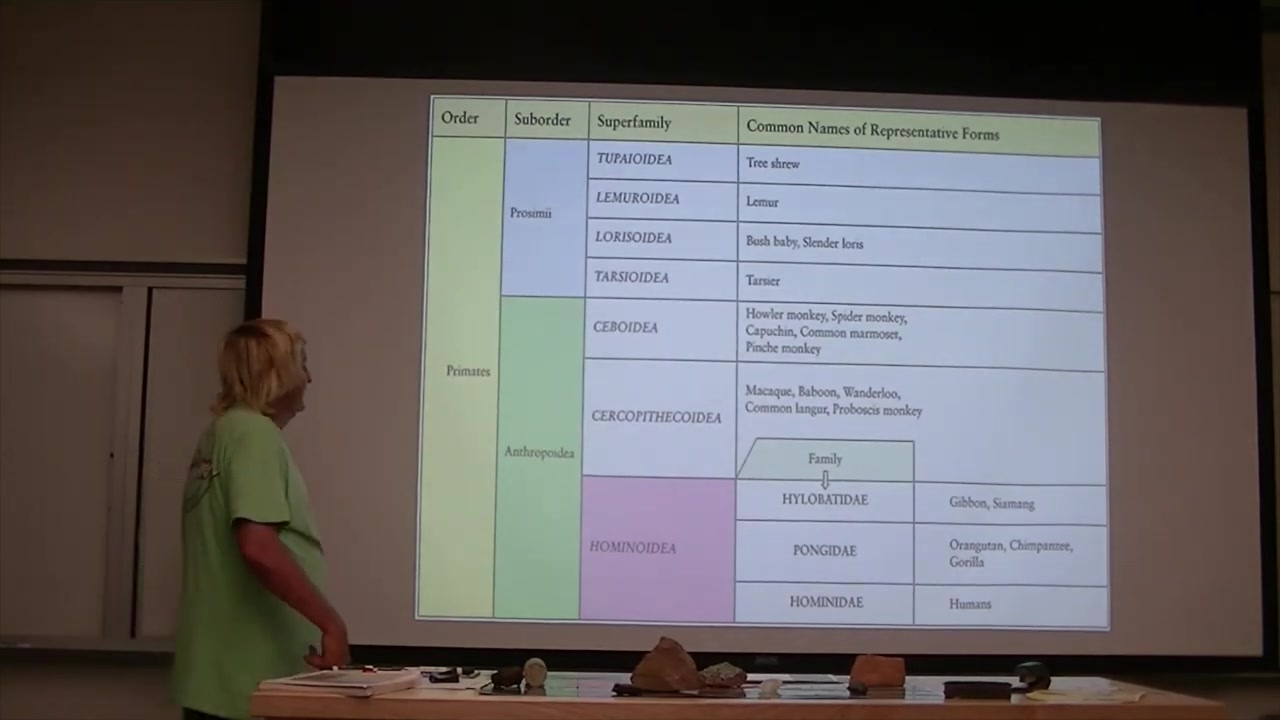 Order Suborder Superfamily Common Names of Representative Forms
Primates
Prosimii
TUPAIOIDEA Tree shrew
LEMUROIDEA Lemur
LORISOIDEA Bush baby, Slender loris
TARSIOIDEA Tarsier
Anthropoidea
CEBOIDEA
Howler monkey, Spider monkey,
Capuchin, Common marmoset,
Pinche monkey
CERCOPITHECOIDEA
Macaque, Baboon, Wanderloo,
Common langur, Proboscis monkey
HOMINOIDEA
Family
HYLOBATIDAE Gibbon, Siamang
PONGIDAE Orangutan, Chimpanzee,
Gorilla
HOMINIDAE Humans